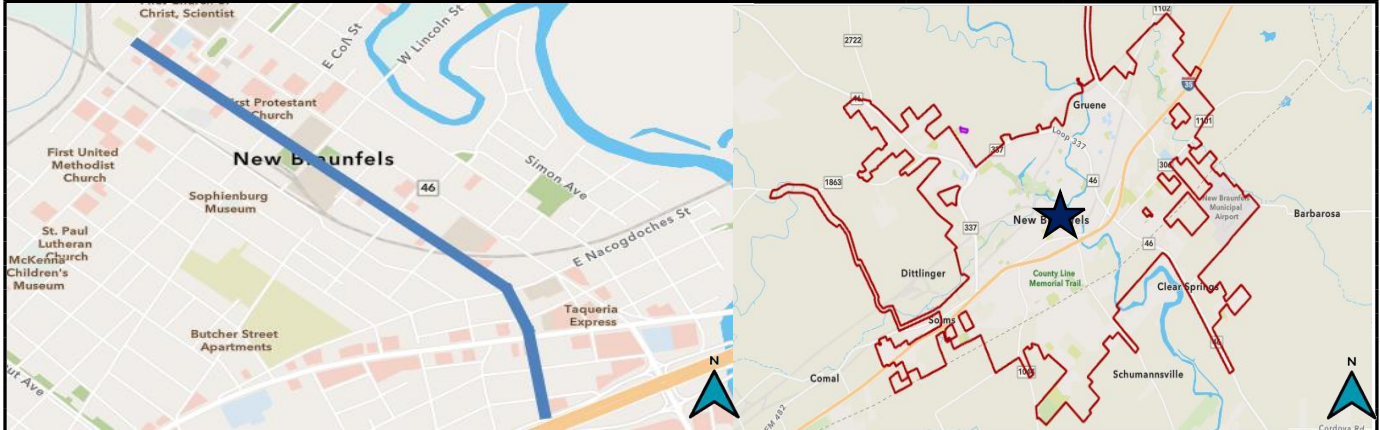 Christ, Scientist
E Coll St
W Lincoln St
First Protestant
Church
First United
Methodist
Church
New Braunfels
46
Simon Ave
Sophienburg
Museum
St. Paul
Lutheran
Church
McKenna
Children's
Museum
E Nacogdoches St
Taqueria
Express
Butcher Street
Apartments
N
1102
2722
46
35
Gruene
1101
Loop 337
337
306
1863
46
New Braunfels
Municipal
Airport
New Braunfels
Barbarosa
337
46
Dittlinger
County Line
Memorial Trail
Clear Springs
Solms
46
Comal
Schumannsville
FM 482
N
Cordova Rd